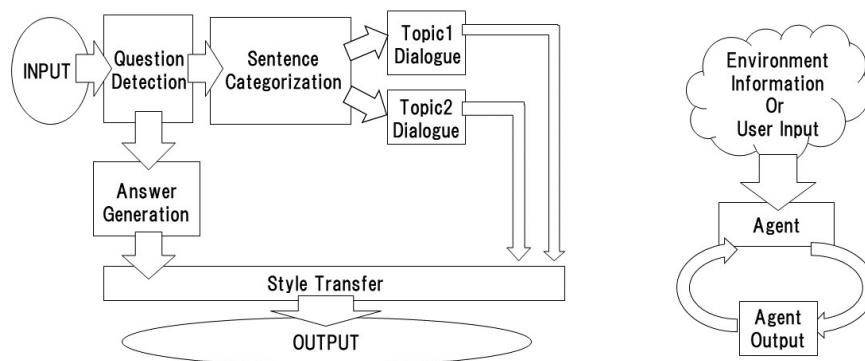 INPUT
Question
Detection
Sentence
Categorization
Topic1
Dialogue
Topic2
Dialogue
Answer
Generation
Style Transfer
OUTPUT
Environment
Information
Or
User Input
Agent
Agent
Output